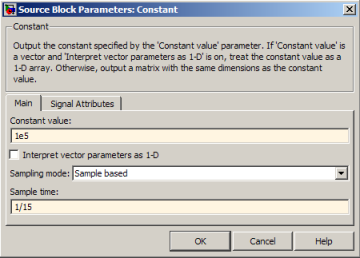 Source Block Parameters: Constant
Constant
Output the constant specified by the 'Constant value' parameter. If 'Constant value' is
a vector and 'Interpret vector parameters as 1-D' is on, treat the constant value as a
1-D array. Otherwise, output a matrix with the same dimensions as the constant
value.
Main Signal Attributes
Constant value:
1e5
Interpret vector parameters as 1-D
Sampling mode: Sample based
Sample time:
1/15
OK Cancel Help